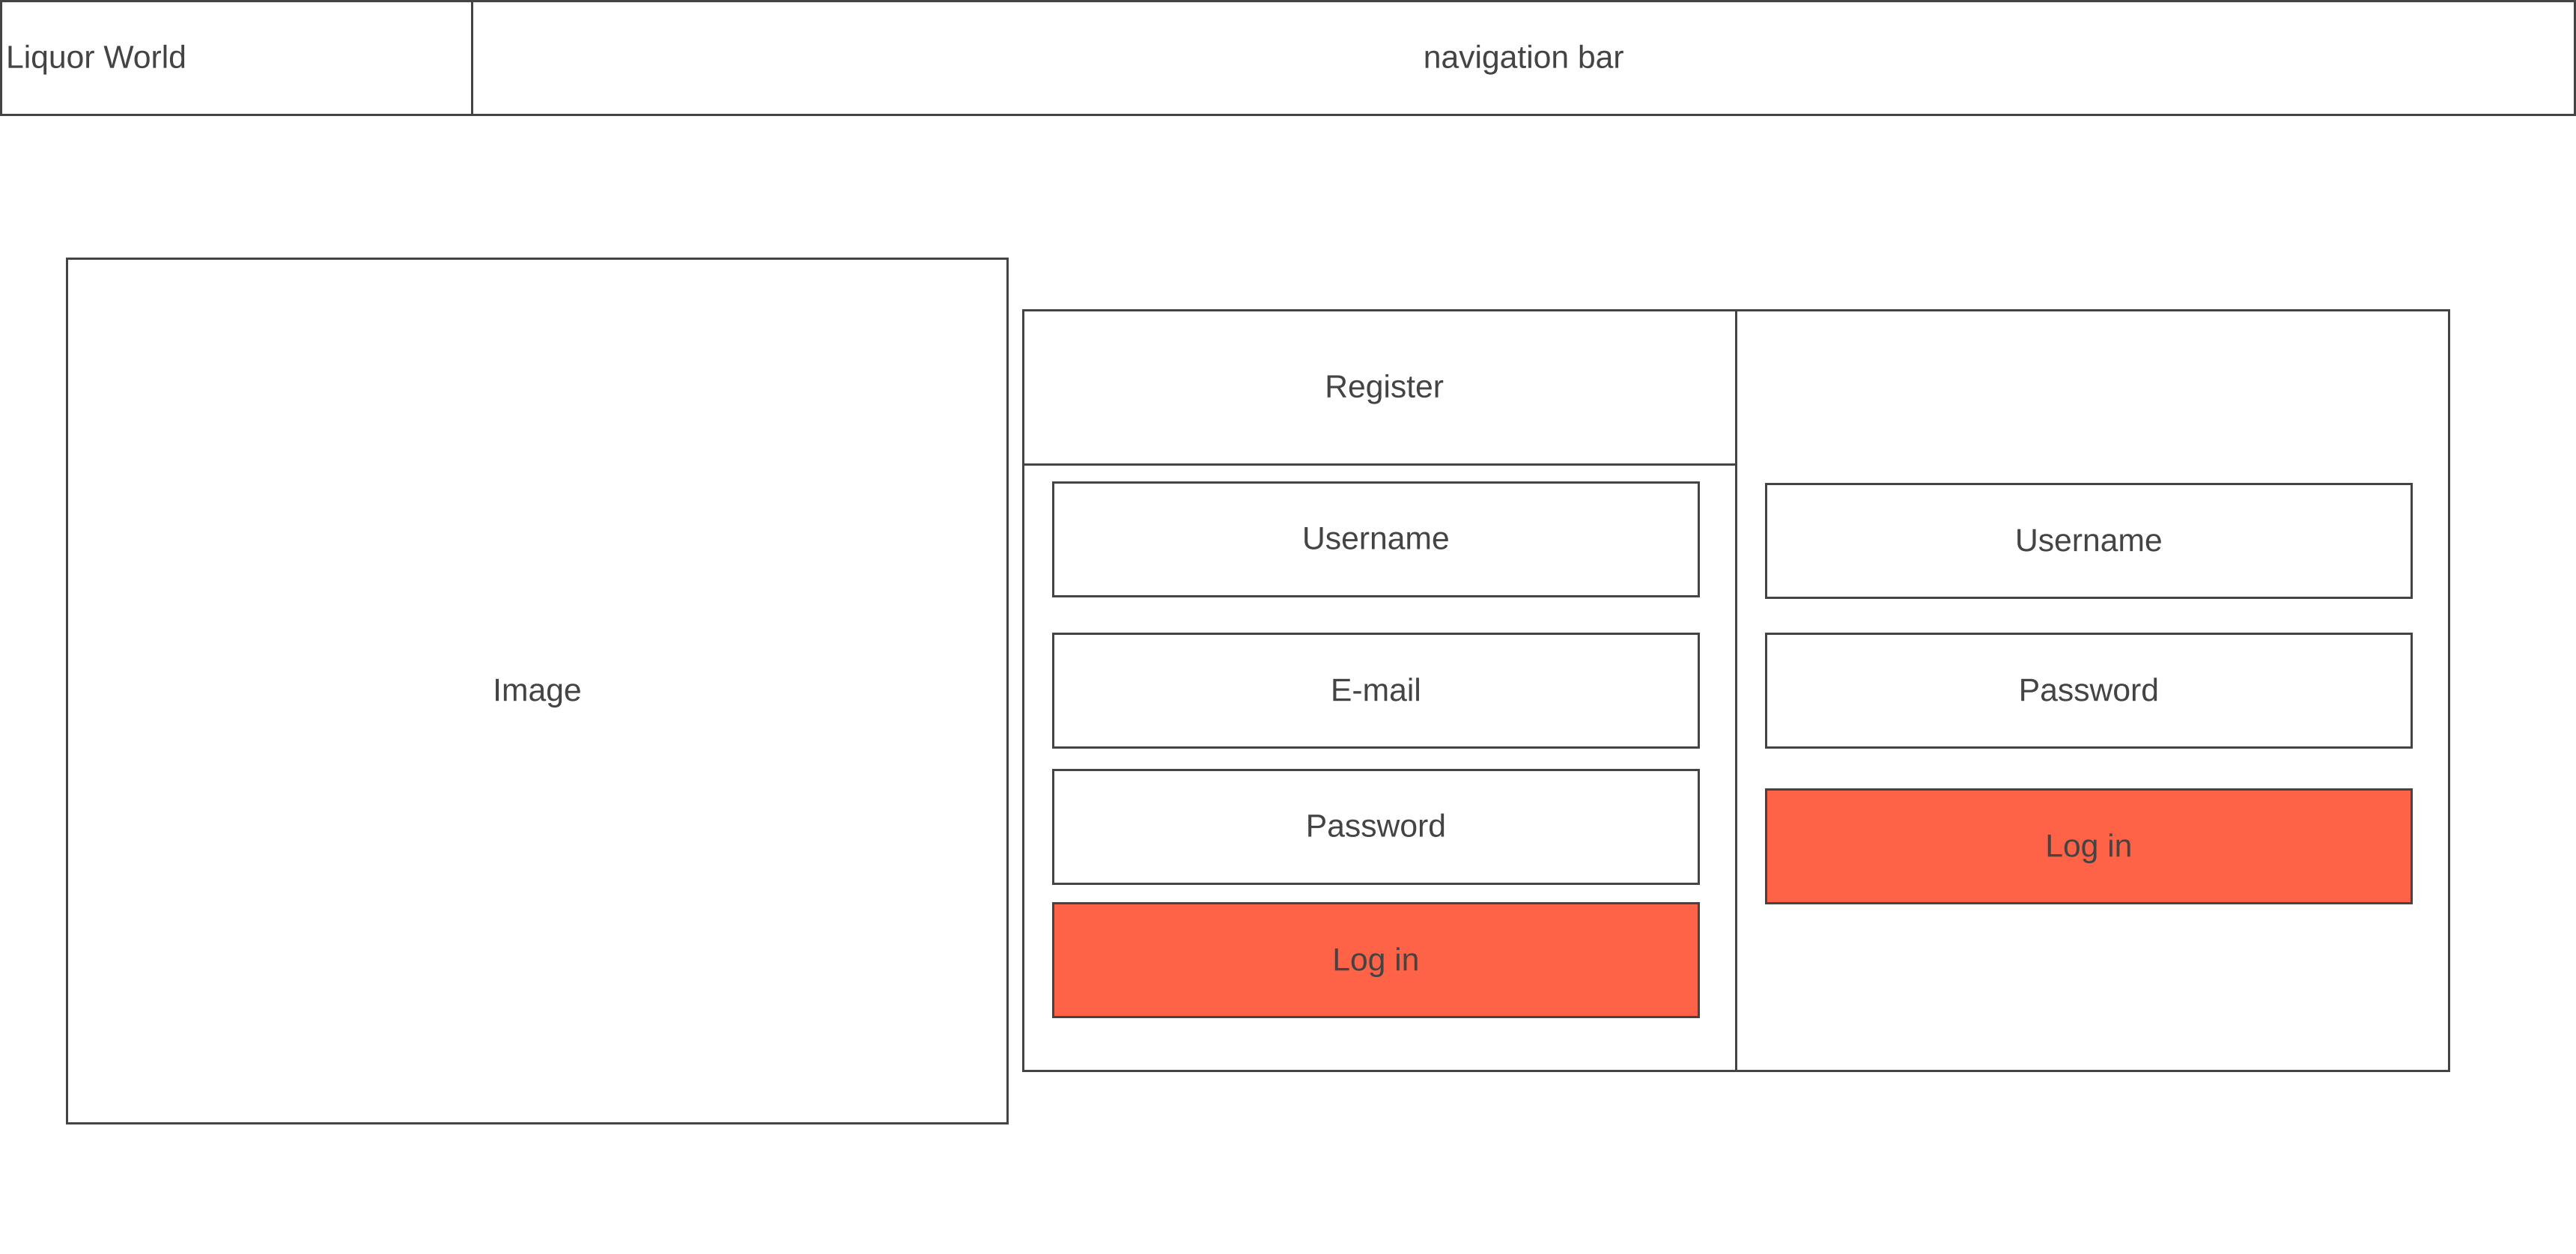 Liquor World
navigation bar
Image
Register
Username
E-mail
Password
Log in
Username
Password
Log in